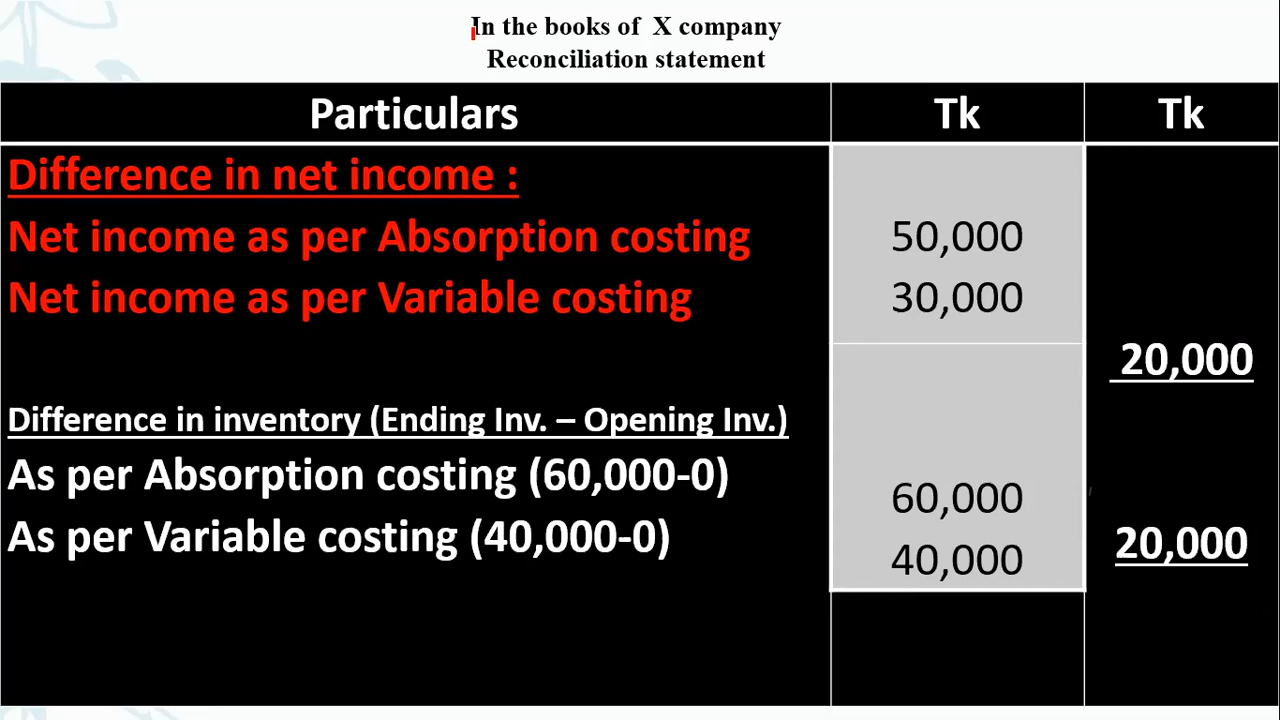 In the books of X company
Reconciliation statement
Particulars Tk Tk
Difference in net income :
Net income as per Absorption costing 50,000
Net income as per Variable costing 30,000
20,000
Difference in inventory (Ending Inv. – Opening Inv.)
As per Absorption costing (60,000-0) 60,000
As per Variable costing (40,000-0) 40,000 20,000